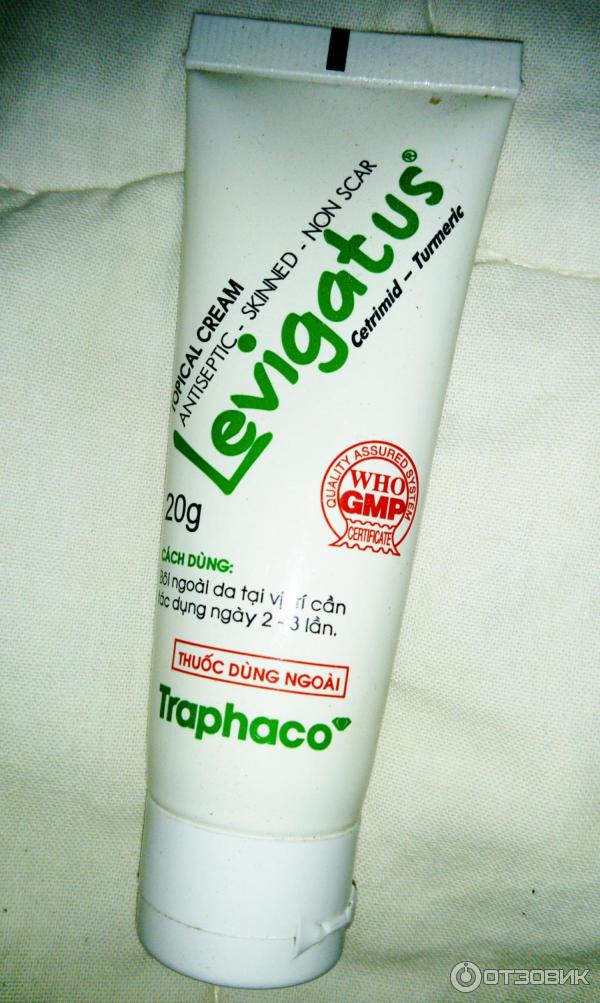 TOPICAL CREAM
ANTISEPTIC - SKINNED - NON SCAR
Levigatus®
Cetrimid – Turmeric
20g
QUALITY ASSURED SYSTEM
WHO
GMP
CERTIFICATE
CÁCH DÙNG:
Bôi ngoài da tại vị trí cần
tác dụng ngày 2 - 3 lần.
THUỐC DÙNG NGOÀI
Traphaco
ОТЗОВИК